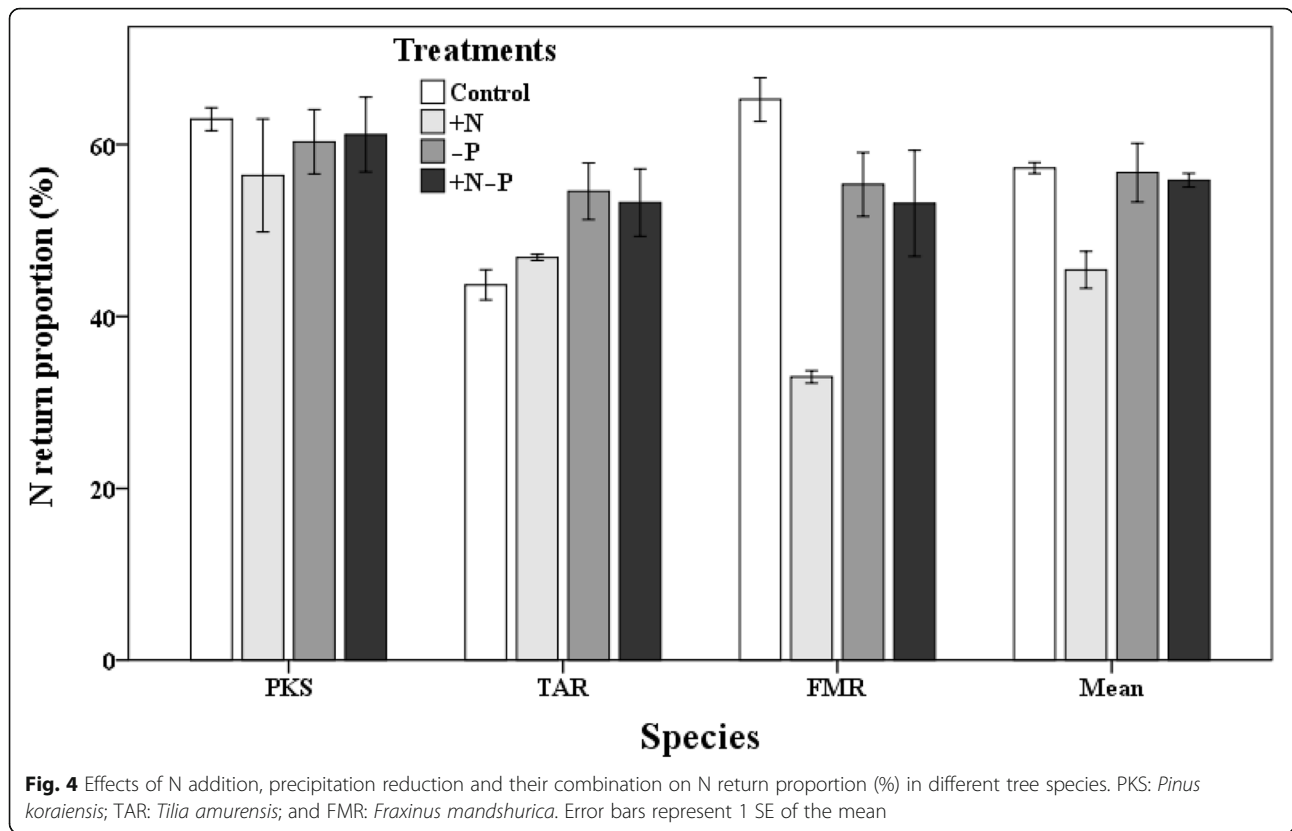 Treatments
Control
+N
-P
+N-P
N return proportion (%)
60
40
20
0
PKS TAR FMR Mean
Species
Fig. 4 Effects of N addition, precipitation reduction and their combination on N return proportion (%) in different tree species. PKS: Pinus
koraiensis; TAR: Tilia amurensis; and FMR: Fraxinus mandshurica. Error bars represent 1 SE of the mean